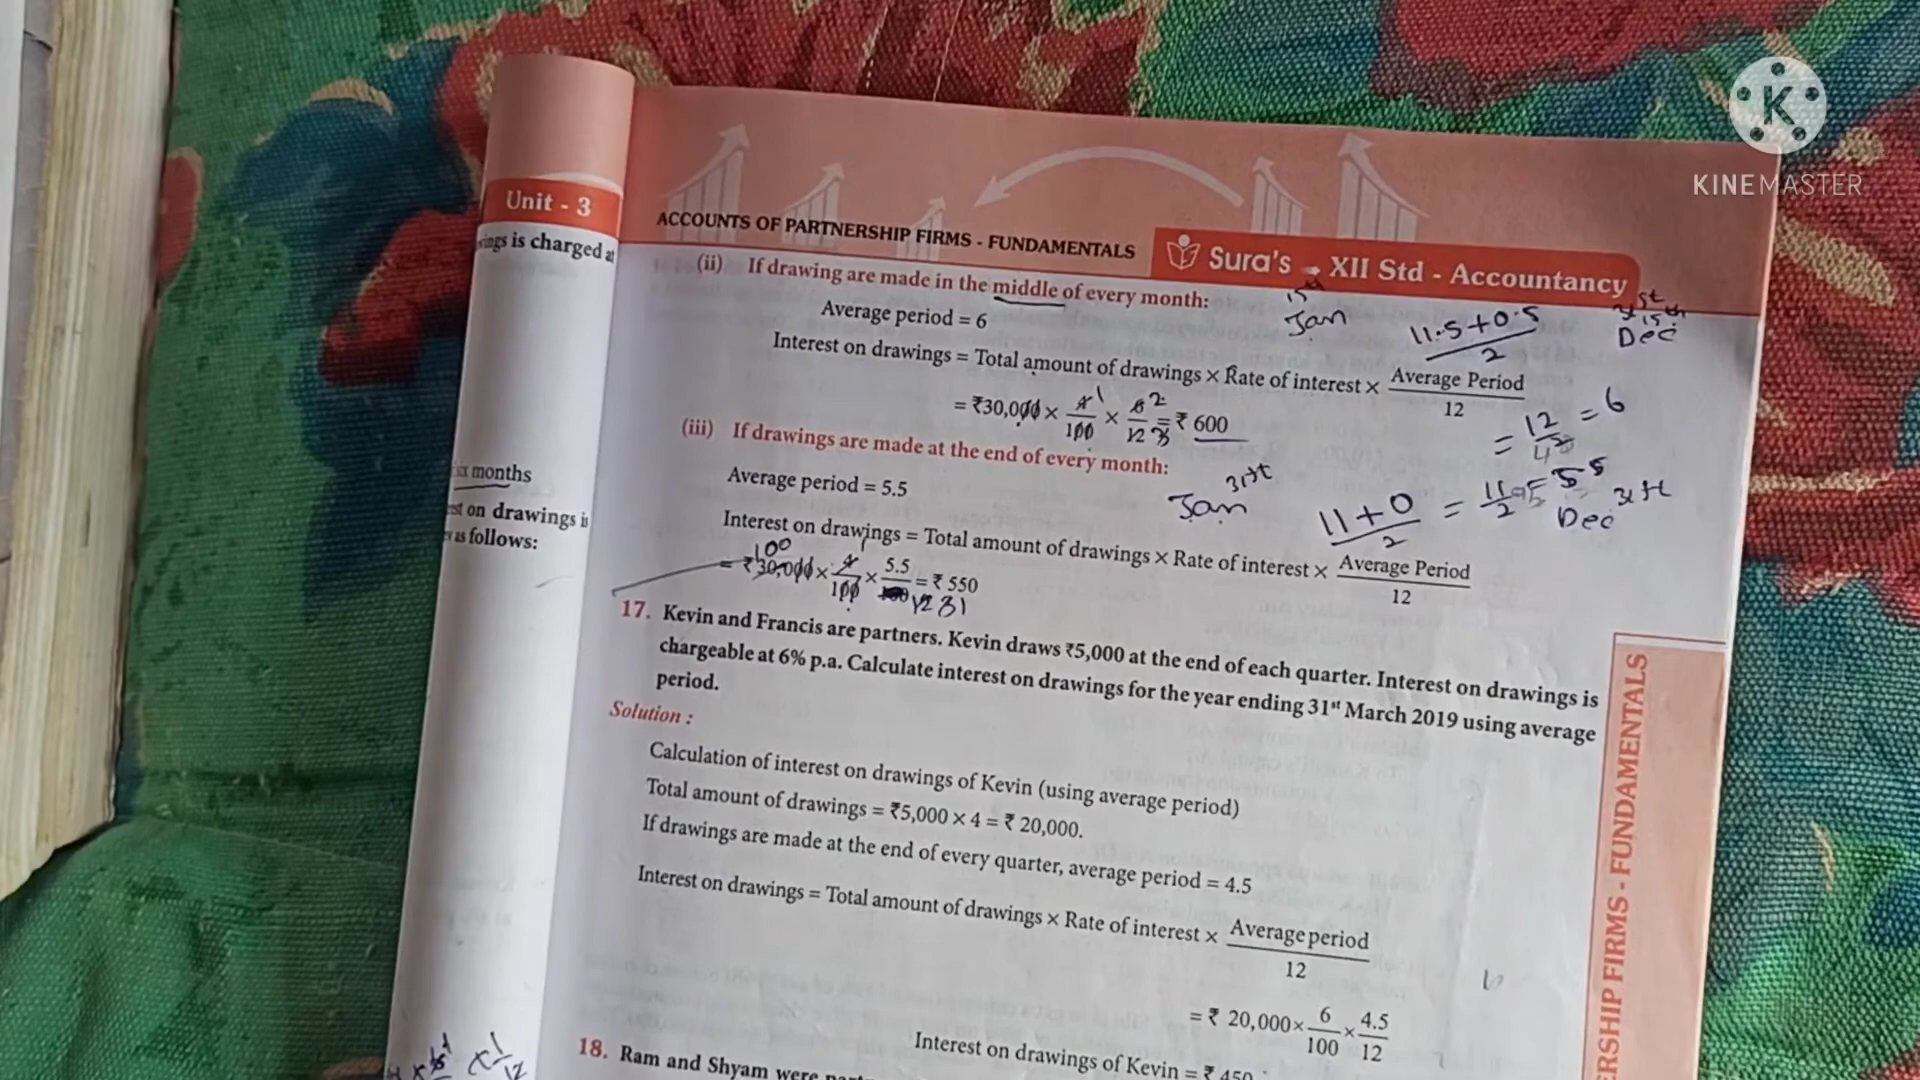 K
KINEMASTER
Unit - 3
is charged at
months
on drawings is
as follows:
ACCOUNTS OF PARTNERSHIP FIRMS - FUNDAMENTALS
Sura's XII Std - Accountancy
(ii) If drawing are made in the middle of every month:
15th Jan
11.5+0.5
2
15th Dec
Average period = 6
Interest on drawings = Total amount of drawings × Rate of interest × Average Period
12
= 12 = 6
= ₹30,000 × 4/100 × 6/12 = ₹ 600
(iii) If drawings are made at the end of every month:
Average period = 5.5
Jan 31st
11+0
2
= 11/2 = 5.5
Dec 31st
Interest on drawings = Total amount of drawings × Rate of interest × Average Period
12
100
= ₹30,000 × 4/100 × 5.5/12 = ₹ 550
17. Kevin and Francis are partners. Kevin draws ₹5,000 at the end of each quarter. Interest on drawings is
chargeable at 6% p.a. Calculate interest on drawings for the year ending 31st March 2019 using average
period.
Solution :
Calculation of interest on drawings of Kevin (using average period)
Total amount of drawings = ₹5,000 × 4 = ₹ 20,000.
If drawings are made at the end of every quarter, average period = 4.5
Interest on drawings = Total amount of drawings × Rate of interest × Average period
12
= ₹ 20,000 × 6/100 × 4.5/12
Interest on drawings of Kevin = ₹ 450
18. Ram and Shyam were
ERSHIP FIRMS - FUNDAMENTALS